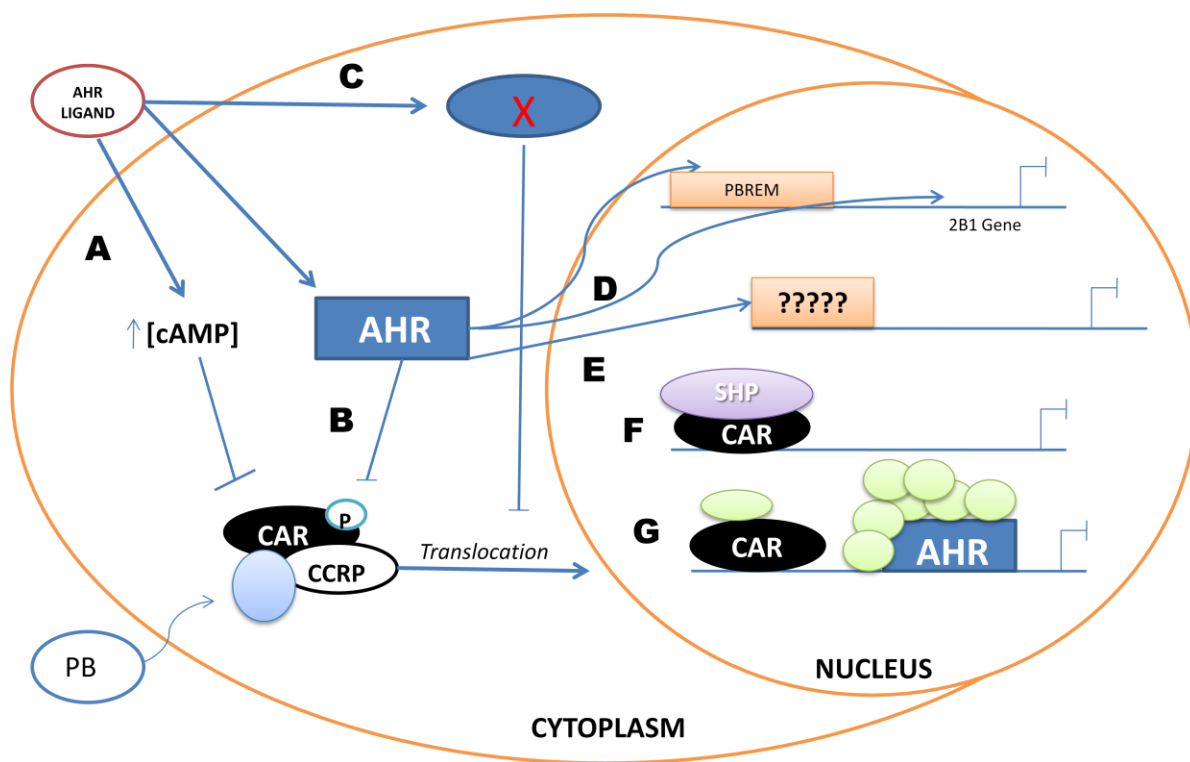 AHR
LIGAND
C
X
A
↑ [cAMP]
AHR
B
PBREM
2B1 Gene
D
?????
E
SHP
F
CAR
G
CAR
AHR
P
CAR
CCRP
Translocation
PB
NUCLEUS
CYTOPLASM